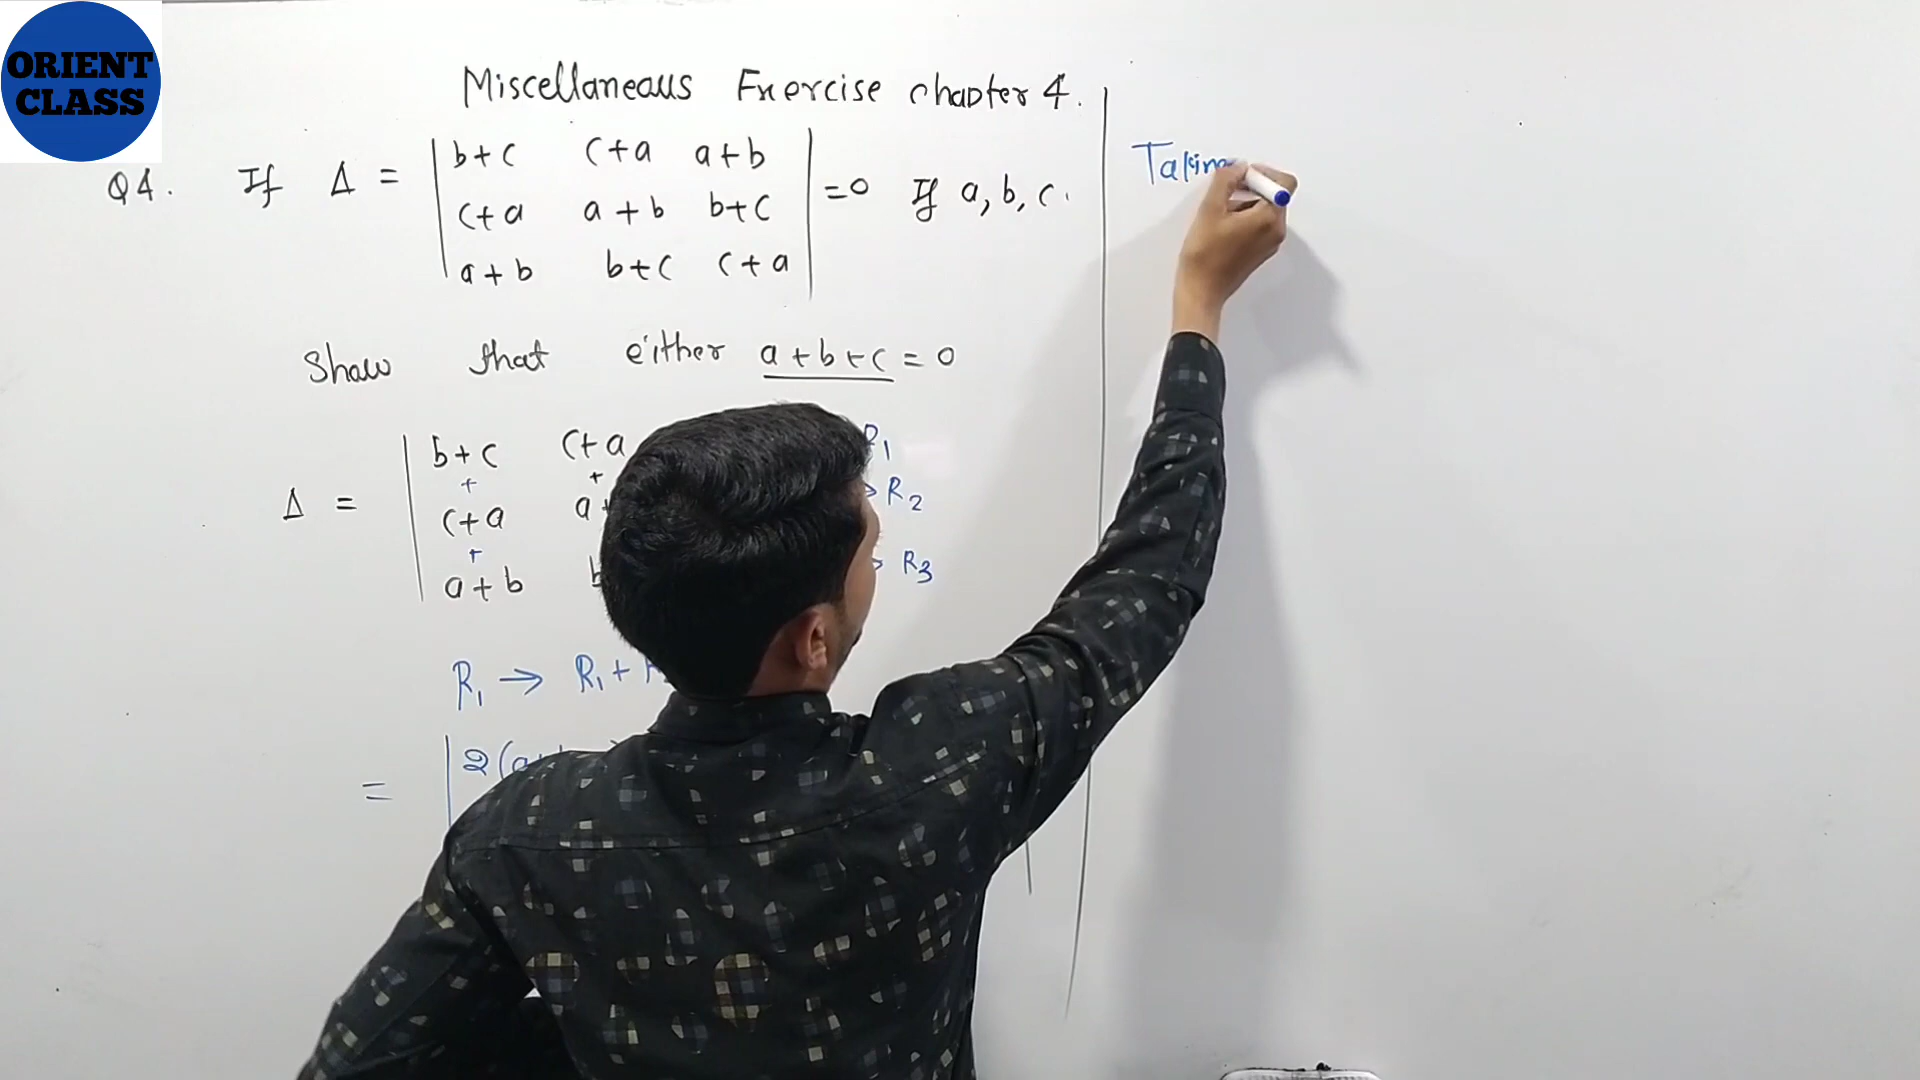 ORIENT
CLASS
Miscellaneous Exercise chapter 4.
Q4. If Δ = | b+c c+a a+b | =0 If a, b, c.
c+a a+b b+c
a+b b+c c+a
Show that either a+b+c = 0
Δ = | b+c c+a R1
+ +
c+a a R2
+
a+b b R3
R1 → R1 +
= | 2(a
Taking